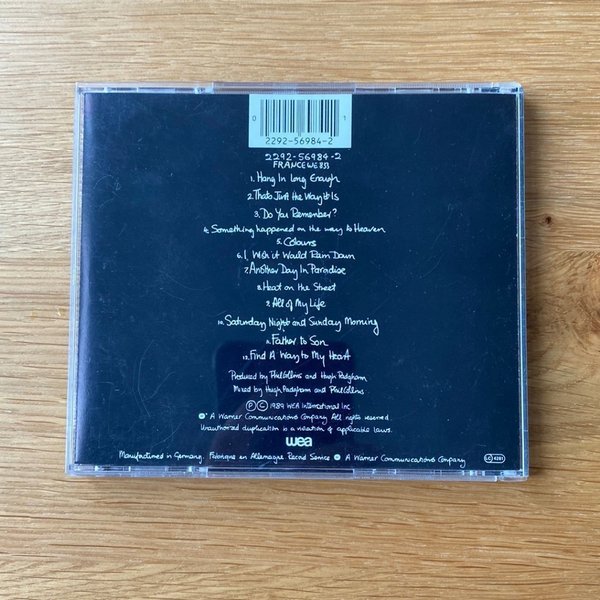 0 1
2292-56984-2
2292-56984-2
FRANCE WE 833
1. Hang In Long Enough
2. Thats Just the Way It Is
3. Do You Remember?
4. Something happened on the way to Heaven
5. Colours
6. I Wish it Would Rain Down
7. Another Day In Paradise
8. Heat on the Street
9. All of My Life
10. Saturday Night and Sunday Morning
11. Father to Son
12. Find A Way to My Heart
Produced by Phil Collins and Hugh Padgham
Mixed by Hugh Padgham and Phil Collins
Ⓟ Ⓒ 1989 WEA International Inc.
A Warner Communications Company All rights reserved.
Unauthorized duplication is a violation of applicable laws.
wea
Manufactured in Germany. Fabriqué en Allemagne Record Service A Warner Communications Company
LC 4281